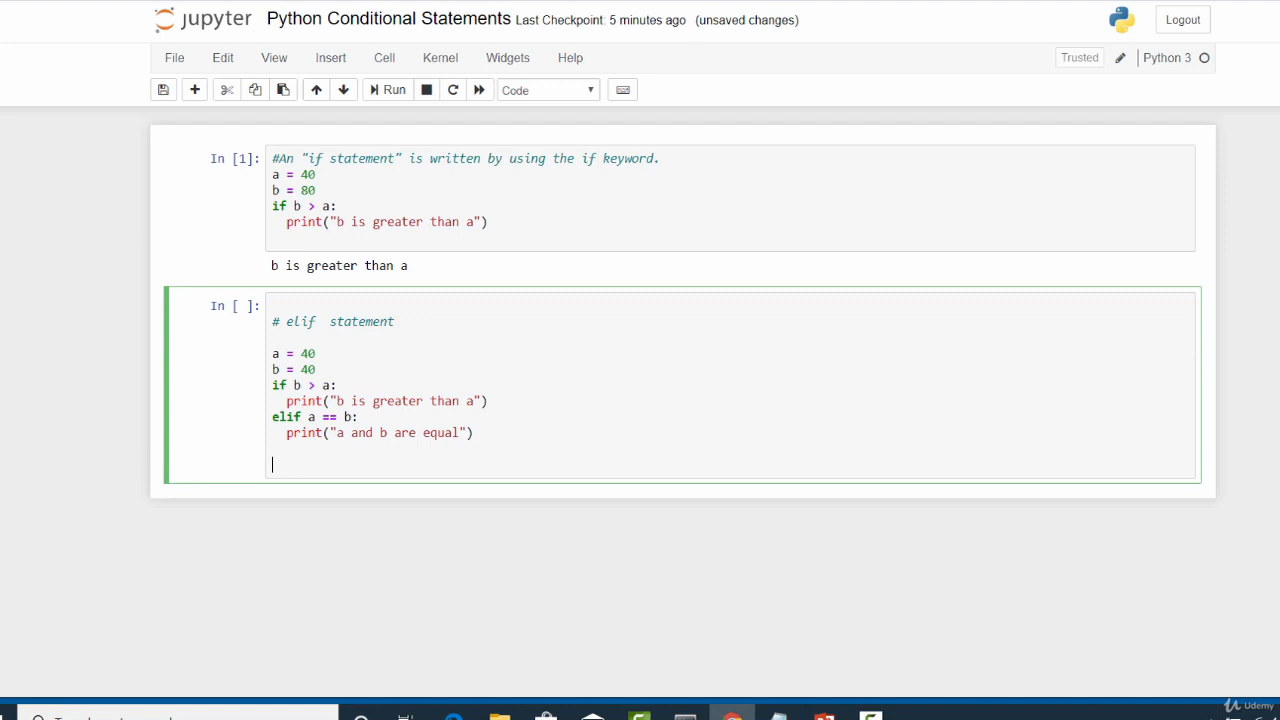 jupyter Python Conditional Statements Last Checkpoint: 5 minutes ago (unsaved changes) Logout
File Edit View Insert Cell Kernel Widgets Help Trusted Python 3
Run Code
In [1]: #An "if statement" is written by using the if keyword.
a = 40
b = 80
if b > a:
print("b is greater than a")
b is greater than a
In [ ]:
# elif  statement
a = 40
b = 40
if b > a:
print("b is greater than a")
elif a == b:
print("a and b are equal")
Udemy